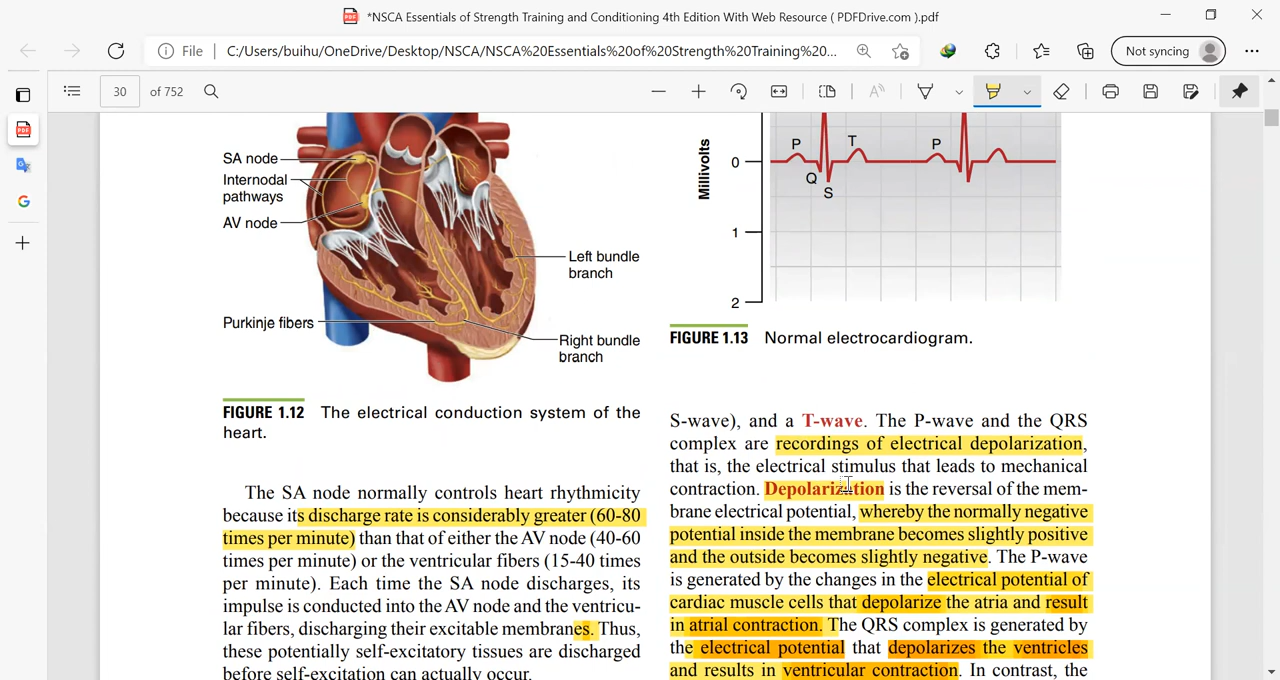 *NSCA Essentials of Strength Training and Conditioning 4th Edition With Web Resource ( PDFDrive.com ).pdf
File
C:/Users/buihu/OneDrive/Desktop/NSCA/NSCA%20Essentials%20of%20Strength%20Training%20...
Not syncing
30 of 752
SA node
Internodal
pathways
AV node
Purkinje fibers
Left bundle
branch
Right bundle
branch
FIGURE 1.12 The electrical conduction system of the
heart.
The SA node normally controls heart rhythmicity
because its discharge rate is considerably greater (60-80
times per minute) than that of either the AV node (40-60
times per minute) or the ventricular fibers (15-40 times
per minute). Each time the SA node discharges, its
impulse is conducted into the AV node and the ventricu-
lar fibers, discharging their excitable membranes. Thus,
these potentially self-excitatory tissues are discharged
before self-excitation can actually occur.
Millivolts
0
1
2
P
T
P
Q
S
FIGURE 1.13 Normal electrocardiogram.
S-wave), and a T-wave. The P-wave and the QRS
complex are recordings of electrical depolarization,
that is, the electrical stimulus that leads to mechanical
contraction. Depolarization is the reversal of the mem-
brane electrical potential, whereby the normally negative
potential inside the membrane becomes slightly positive
and the outside becomes slightly negative. The P-wave
is generated by the changes in the electrical potential of
cardiac muscle cells that depolarize the atria and result
in atrial contraction. The QRS complex is generated by
the electrical potential that depolarizes the ventricles
and results in ventricular contraction. In contrast, the